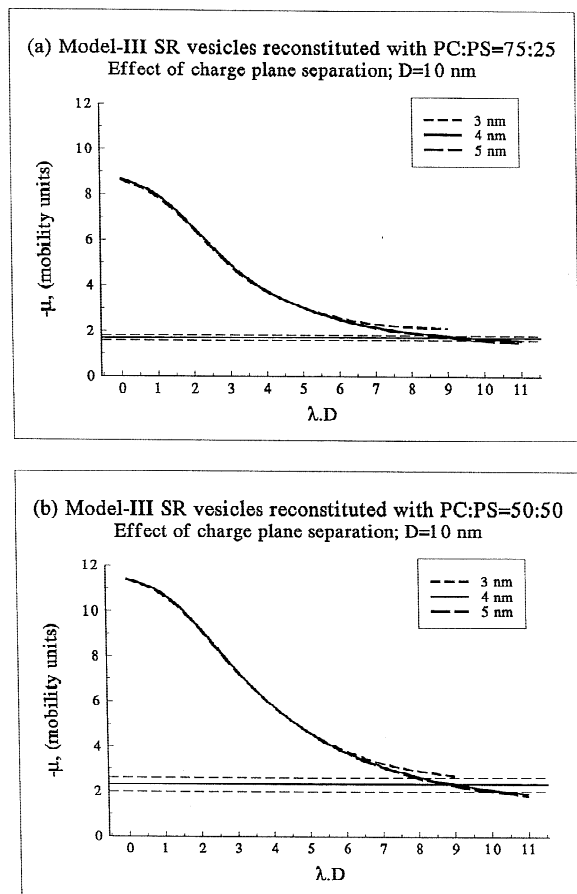 (a) Model-III SR vesicles reconstituted with PC:PS=75:25
Effect of charge plane separation; D=10 nm
12
10
8
6
4
2
0
-μ, (mobility units)
3 nm
4 nm
5 nm
0 1 2 3 4 5 6 7 8 9 10 11
λ.D
(b) Model-III SR vesicles reconstituted with PC:PS=50:50
Effect of charge plane separation; D=10 nm
12
10
8
6
4
2
0
-μ, (mobility units)
3 nm
4 nm
5 nm
0 1 2 3 4 5 6 7 8 9 10 11
λ.D